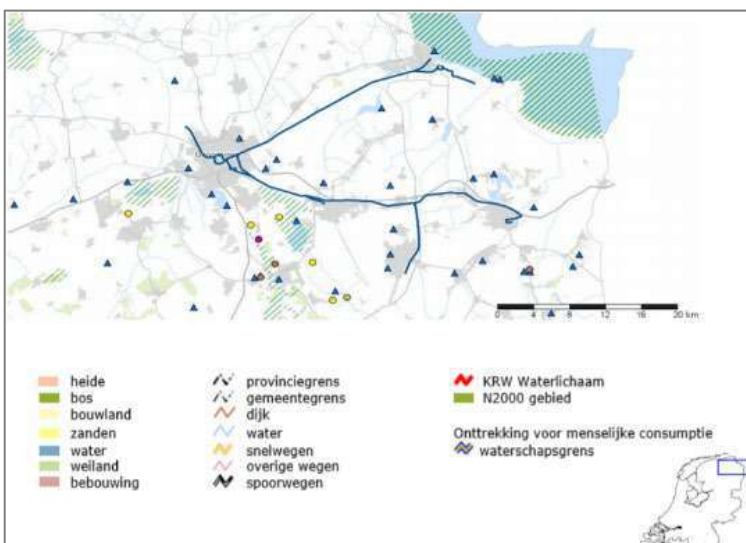 0
4
8
12
16
20 km
heide
bos
bouwland
zanden
water
weiland
bebouwing
provinciegrens
gemeentegrens
dijk
water
snelwegen
overige wegen
spoorwegen
KRW Waterlichaam
N2000 gebied
Onttrekking voor menselijke consumptie
waterschapsgrens